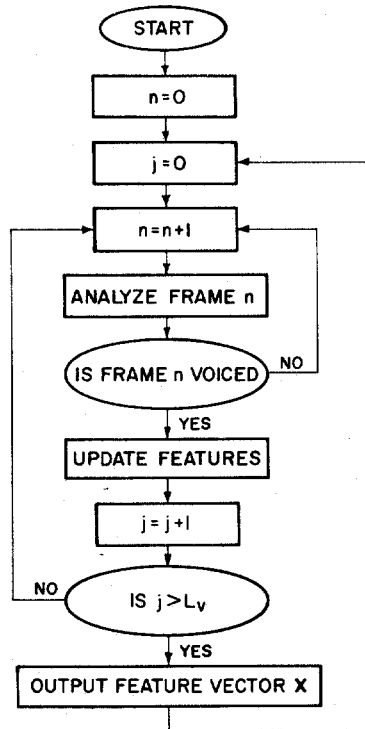 START
n=0
j=0
n=n+1
ANALYZE FRAME n
IS FRAME n VOICED
NO
YES
UPDATE FEATURES
j=j+1
NO
IS j>Lv
YES
OUTPUT FEATURE VECTOR X